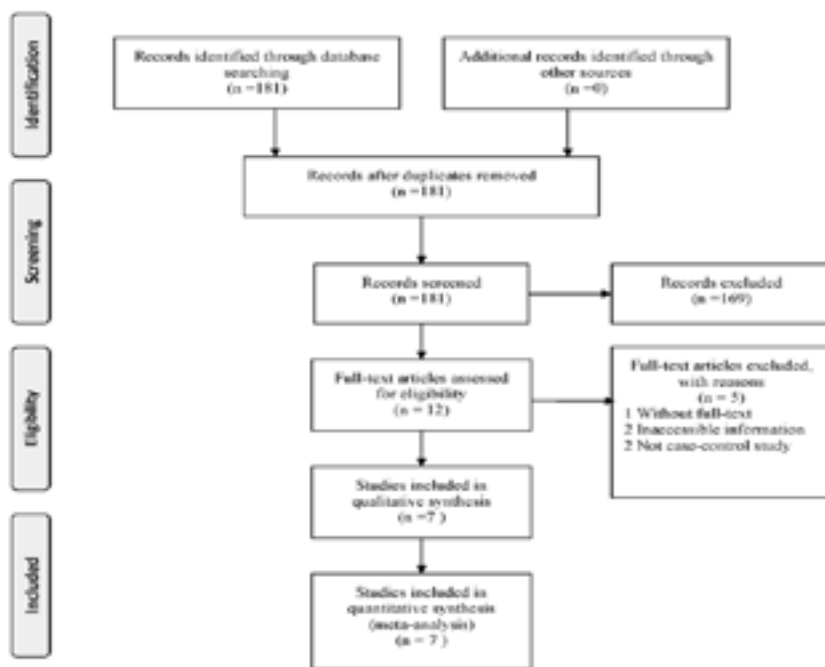 Identification
Records identified through database
searching
(n =181)
Additional records identified through
other sources
(n =0)
Records after duplicates removed
(n =181)
Screening
Records screened
(n =181)
Records excluded
(n =169)
Eligibility
Full-text articles assessed
for eligibility
(n = 12)
Full-text articles excluded,
with reasons
(n = 5)
1 Without full-text
2 Inaccessible information
2 Not case-control study
Studies included in
qualitative synthesis
(n =7 )
Included
Studies included in
quantitative synthesis
(meta-analysis)
(n = 7 )